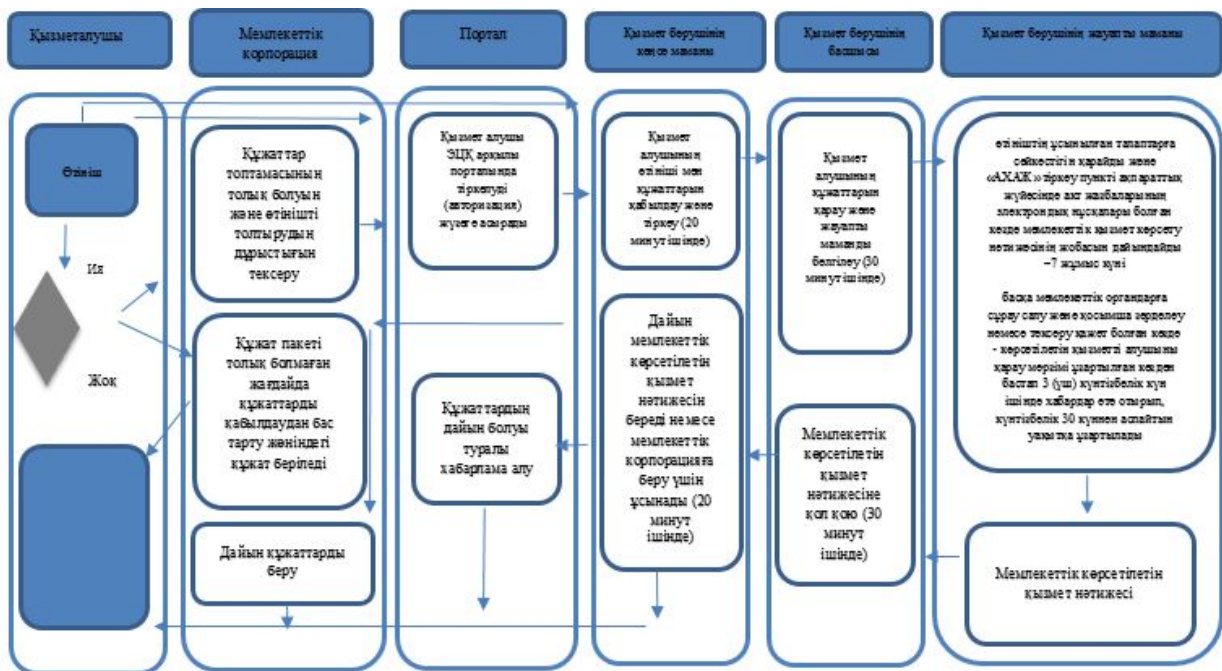 Қызметалушы
Мемлекеттік
корпорация
Портал
Қызмет берушінің
кеңсе маманы
Қызмет берушінің
басшысы
Қызмет берушінің жауапты маманы
Өтініш
Ия
Жоқ
Құжаттар
топтамасының
толық болуын
және өтінішті
толтырудың
дұрыстығын
тексеру
Құжат пакеті
толық болмаған
жағдайда
құжаттарды
қабылдаудан бас
тарту жөніндегі
құжат беріледі
Дайын құжаттарды
беру
Қызмет алушы
ЭЦҚ арқылы
порталында
тіркелуді
(авторизация)
жүзеге асырады
Құжаттардың
дайын болуы
туралы
хабарлама алу
Қызмет
алушының
өтініші мен
құжаттарын
қабылдау және
тіркеу (20
минут ішінде)
Дайын
мемлекеттік
көрсетілетін
қызмет
нәтижесін
береді немесе
мемлекеттік
корпорацияға
беру үшін
ұсынады (20
минут
ішінде)
Қызмет
алушының
құжаттарын
қарау және
жауапты
маманды
белгілеу (30
минут ішінде)
Мемлекеттік
көрсетілетін
қызмет
нәтижесіне
қол қою (30
минут
ішінде)
өтініштің ұсынылған талаптарға
сәйкестігін қарайды және
«АХАЖ» тіркеу пункті ақпараттық
жүйесінде акт жазбаларының
электрондық нұсқалары болған
кезде мемлекеттік қызмет көрсету
нәтижесінің жобасын дайындайды
–7 жұмыс күні
басқа мемлекеттік органдарға
сұрау салу және қосымша зерделеу
немесе тексеру қажет болған кезде
- көрсетілетін қызметті алушыны
қарау мерзімі ұзартылған кезден
бастап 3 (үш) күнтізбелік күн
ішінде хабардар ете отырып,
күнтізбелік 30 күннен аспайтын
уақытқа ұзартылады
Мемлекеттік көрсетілетін
қызмет нәтижесі